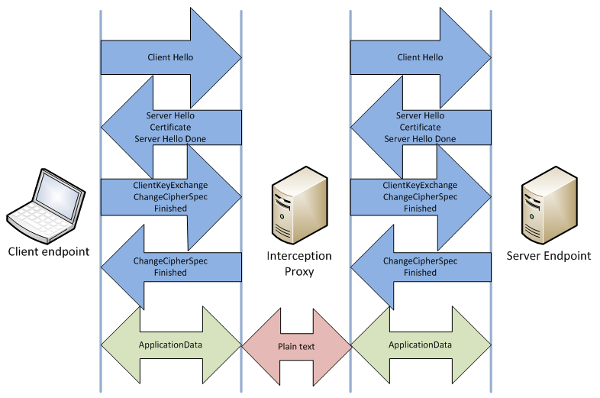 Client Hello
Client Hello
Server Hello
Certificate
Server Hello Done
Server Hello
Certificate
Server Hello Done
ClientKeyExchange
ChangeCipherSpec
Finished
ClientKeyExchange
ChangeCipherSpec
Finished
Client endpoint
Interception
Proxy
Server Endpoint
ChangeCipherSpec
Finished
ChangeCipherSpec
Finished
ApplicationData
Plain text
ApplicationData